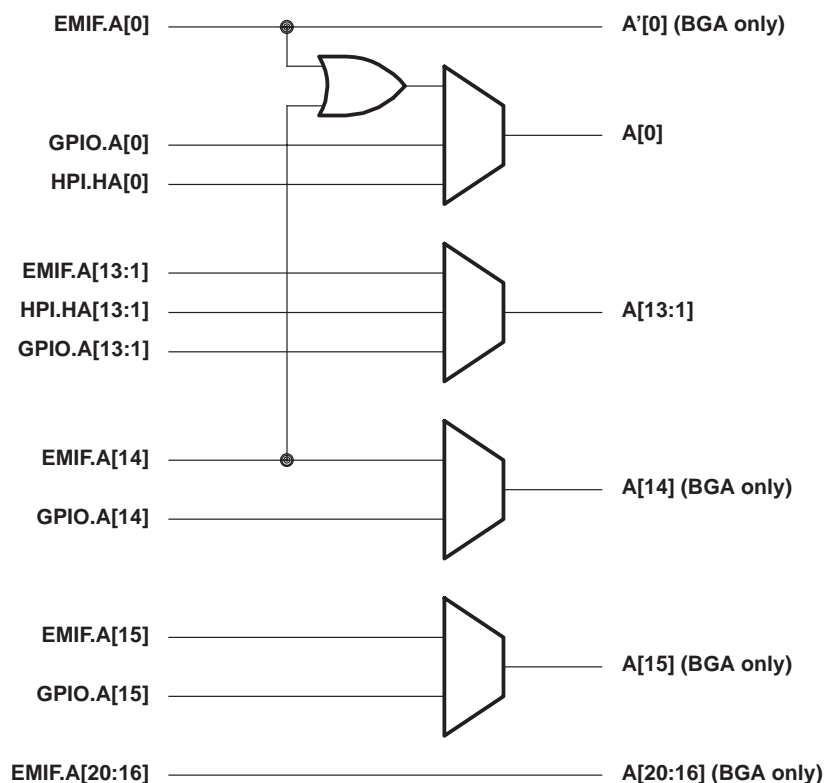 EMIF.A[0] A’[0] (BGA only)
A[0]
GPIO.A[0]
HPI.HA[0]
EMIF.A[13:1]
HPI.HA[13:1] A[13:1]
GPIO.A[13:1]
EMIF.A[14]
A[14] (BGA only)
GPIO.A[14]
EMIF.A[15]
A[15] (BGA only)
GPIO.A[15]
EMIF.A[20:16] A[20:16] (BGA only)